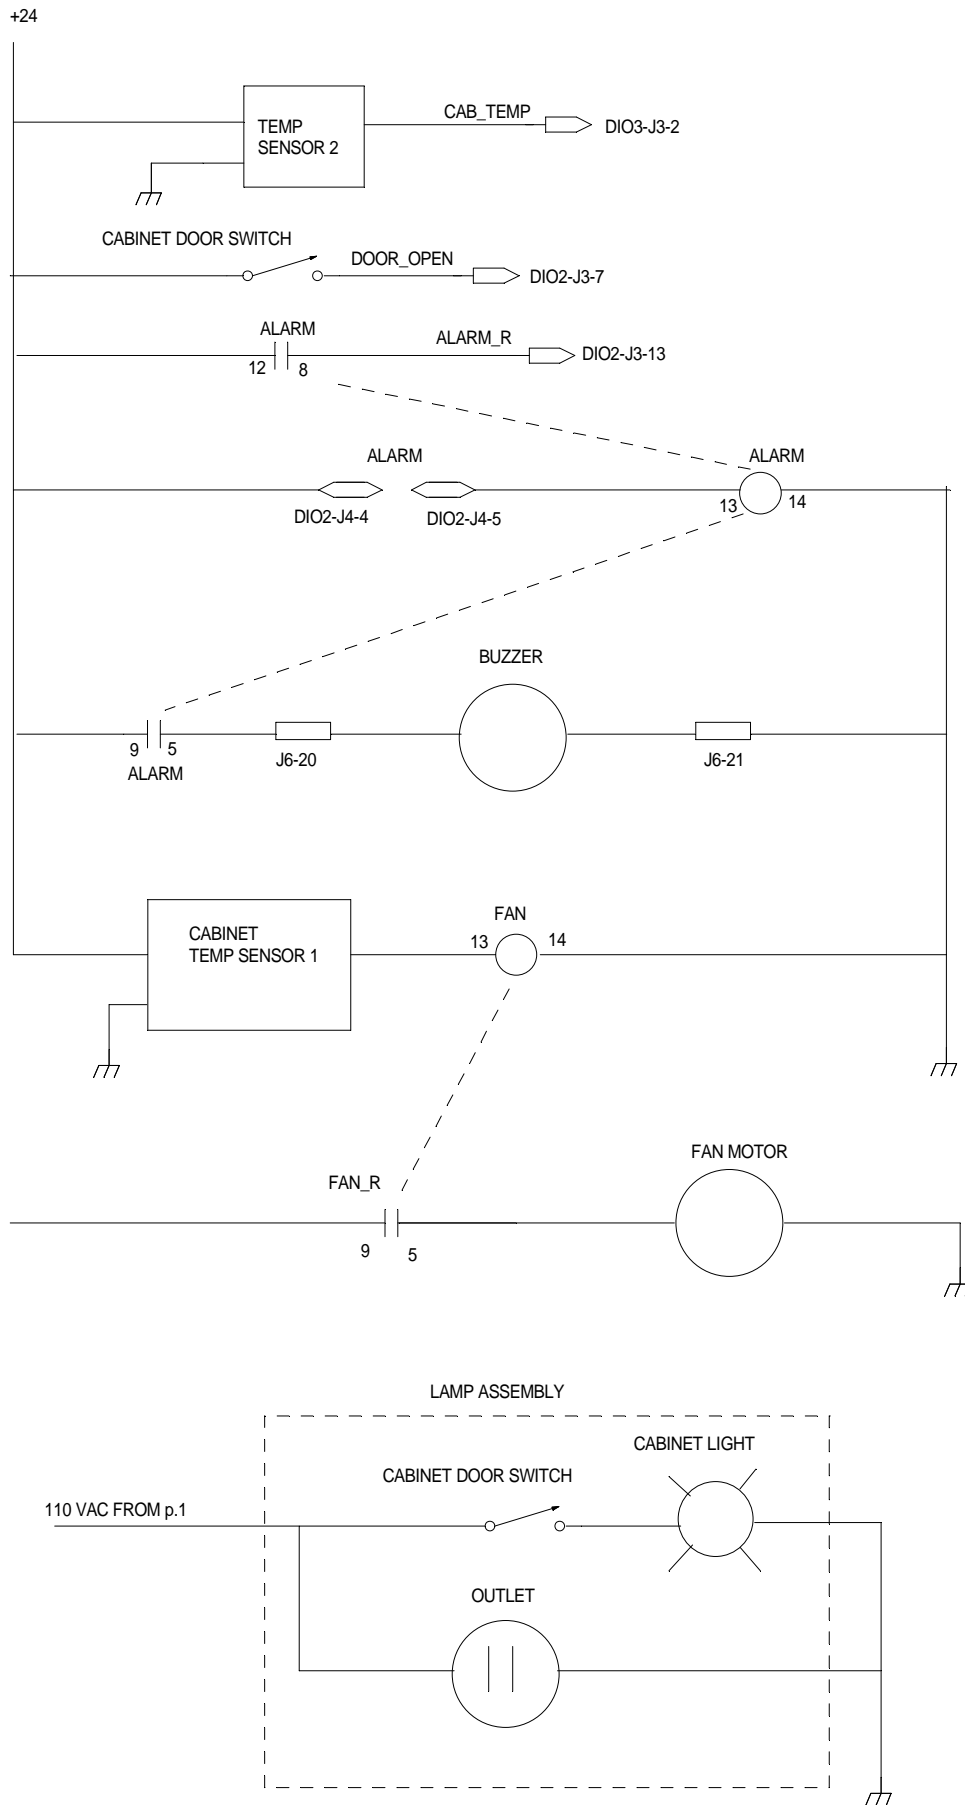 +24
CAB_TEMP
TEMP
SENSOR 2
DIO3-J3-2
CABINET DOOR SWITCH
DOOR_OPEN
DIO2-J3-7
ALARM
ALARM_R
12
8
DIO2-J3-13
ALARM
ALARM
DIO2-J4-4
DIO2-J4-5
13
14
BUZZER
9
5
ALARM
J6-20
J6-21
FAN
CABINET
TEMP SENSOR 1
13
14
FAN MOTOR
FAN_R
9
5
LAMP ASSEMBLY
CABINET LIGHT
CABINET DOOR SWITCH
110 VAC FROM p.1
OUTLET